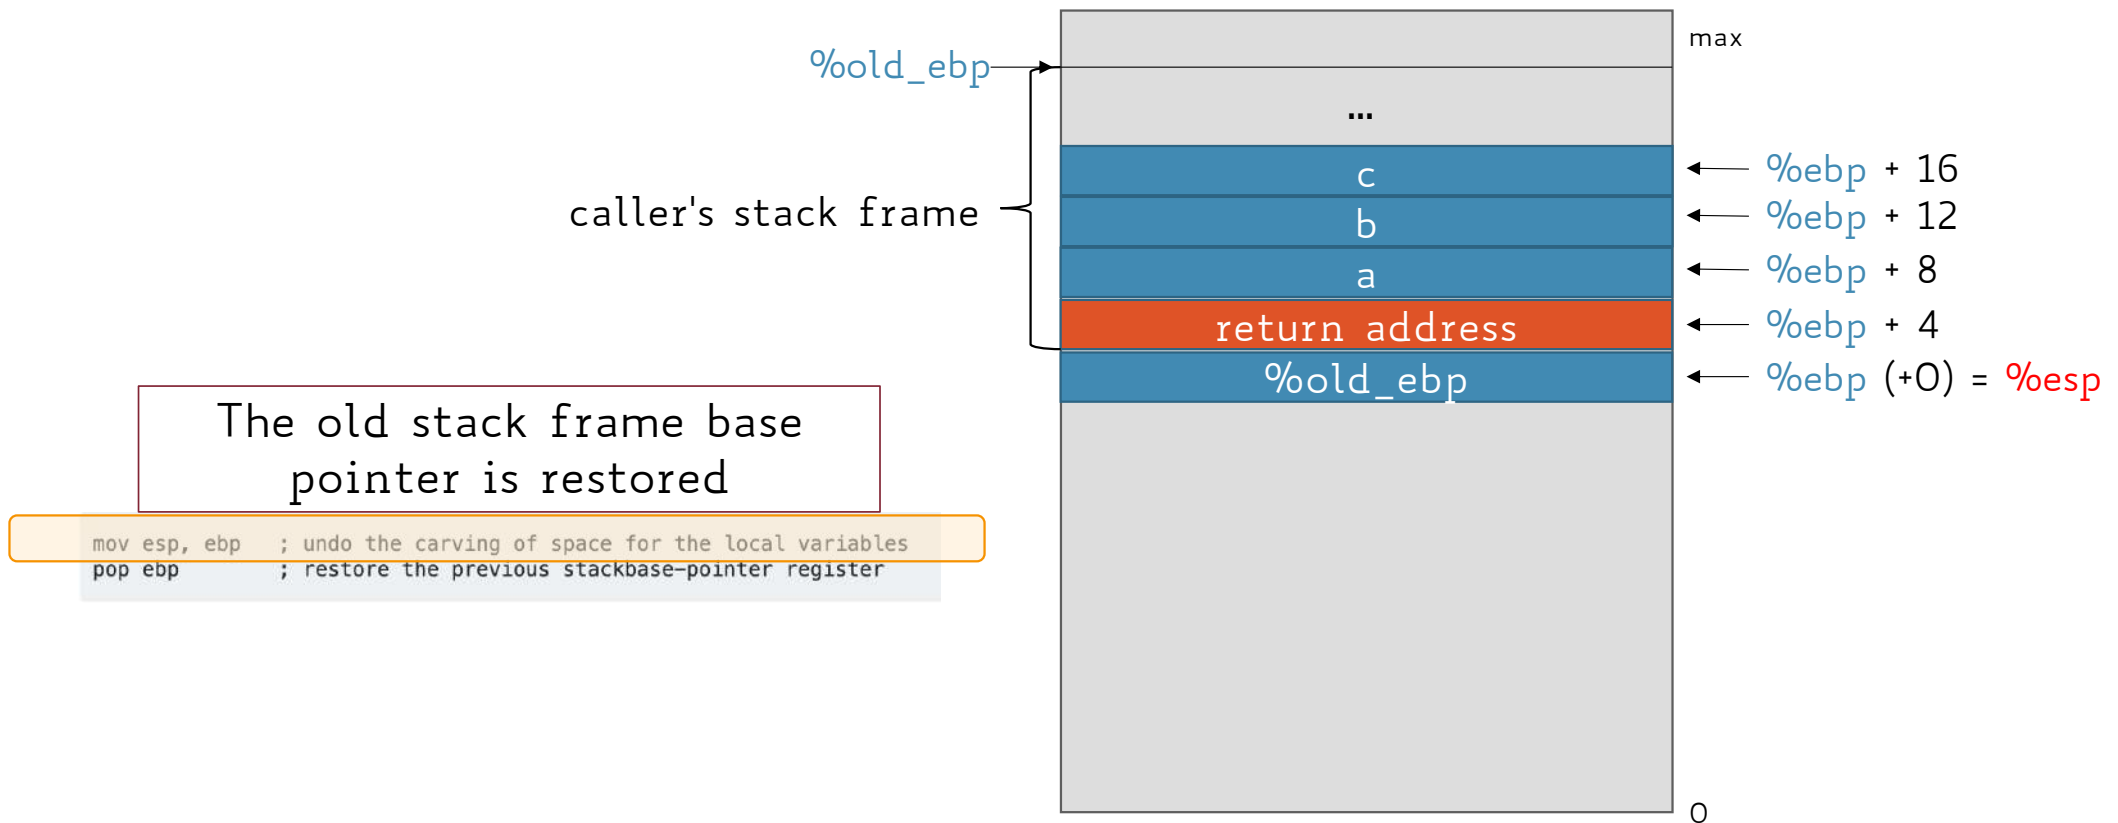 max
%old_ebp
...
c
%ebp + 16
caller's stack frame
b
%ebp + 12
a
%ebp + 8
return address
%ebp + 4
%old_ebp
%ebp (+0) = %esp
The old stack frame base
pointer is restored
mov esp, ebp   ; undo the carving of space for the local variables
pop ebp        ; restore the previous stackbase-pointer register
0